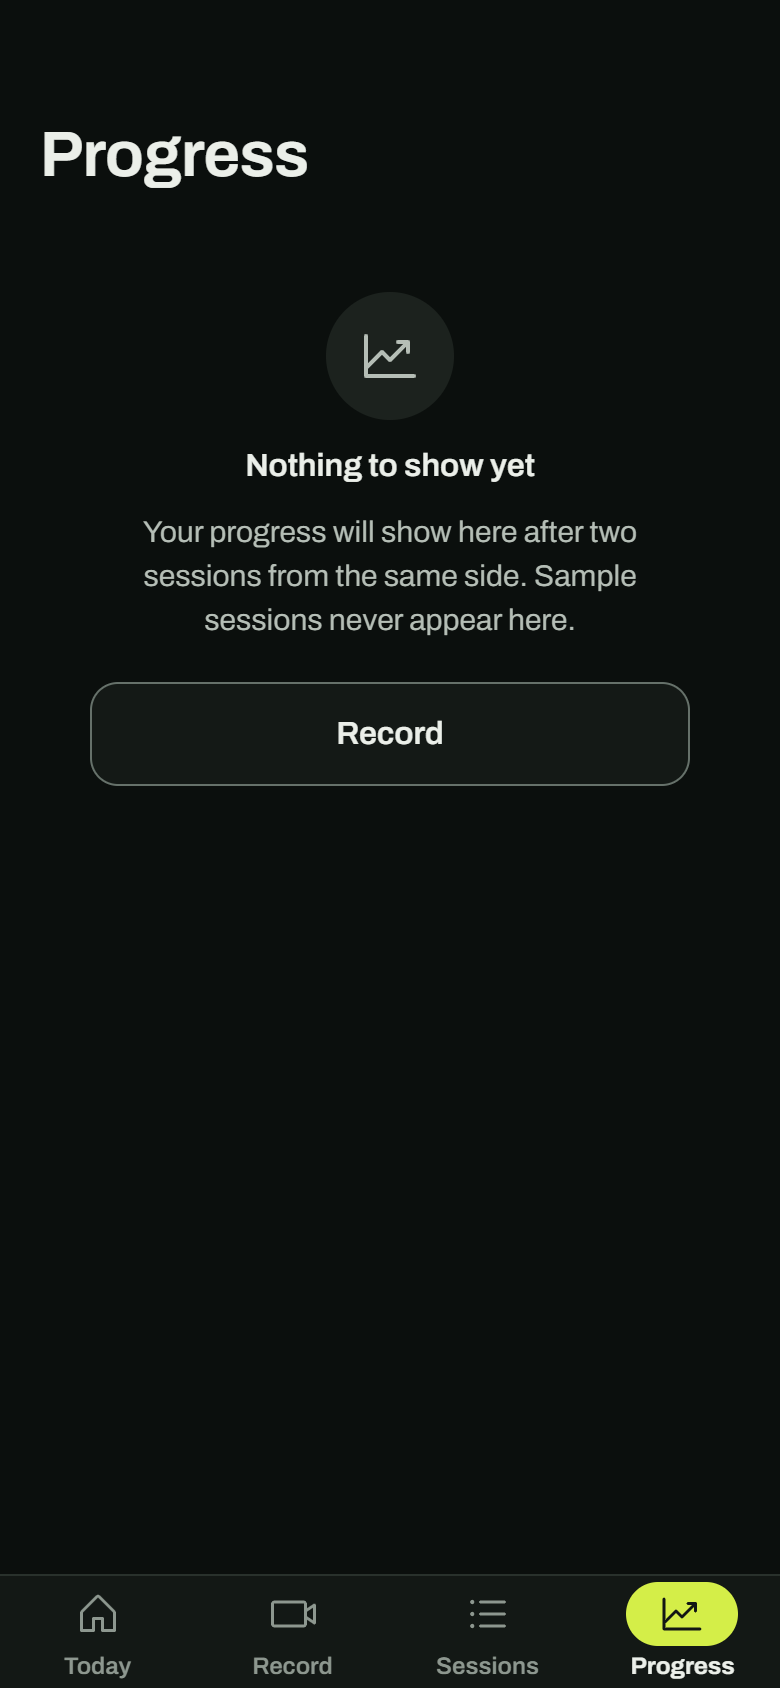 Progress
Nothing to show yet
Your progress will show here after two
sessions from the same side. Sample
sessions never appear here.
Record
Today
Record
Sessions
Progress